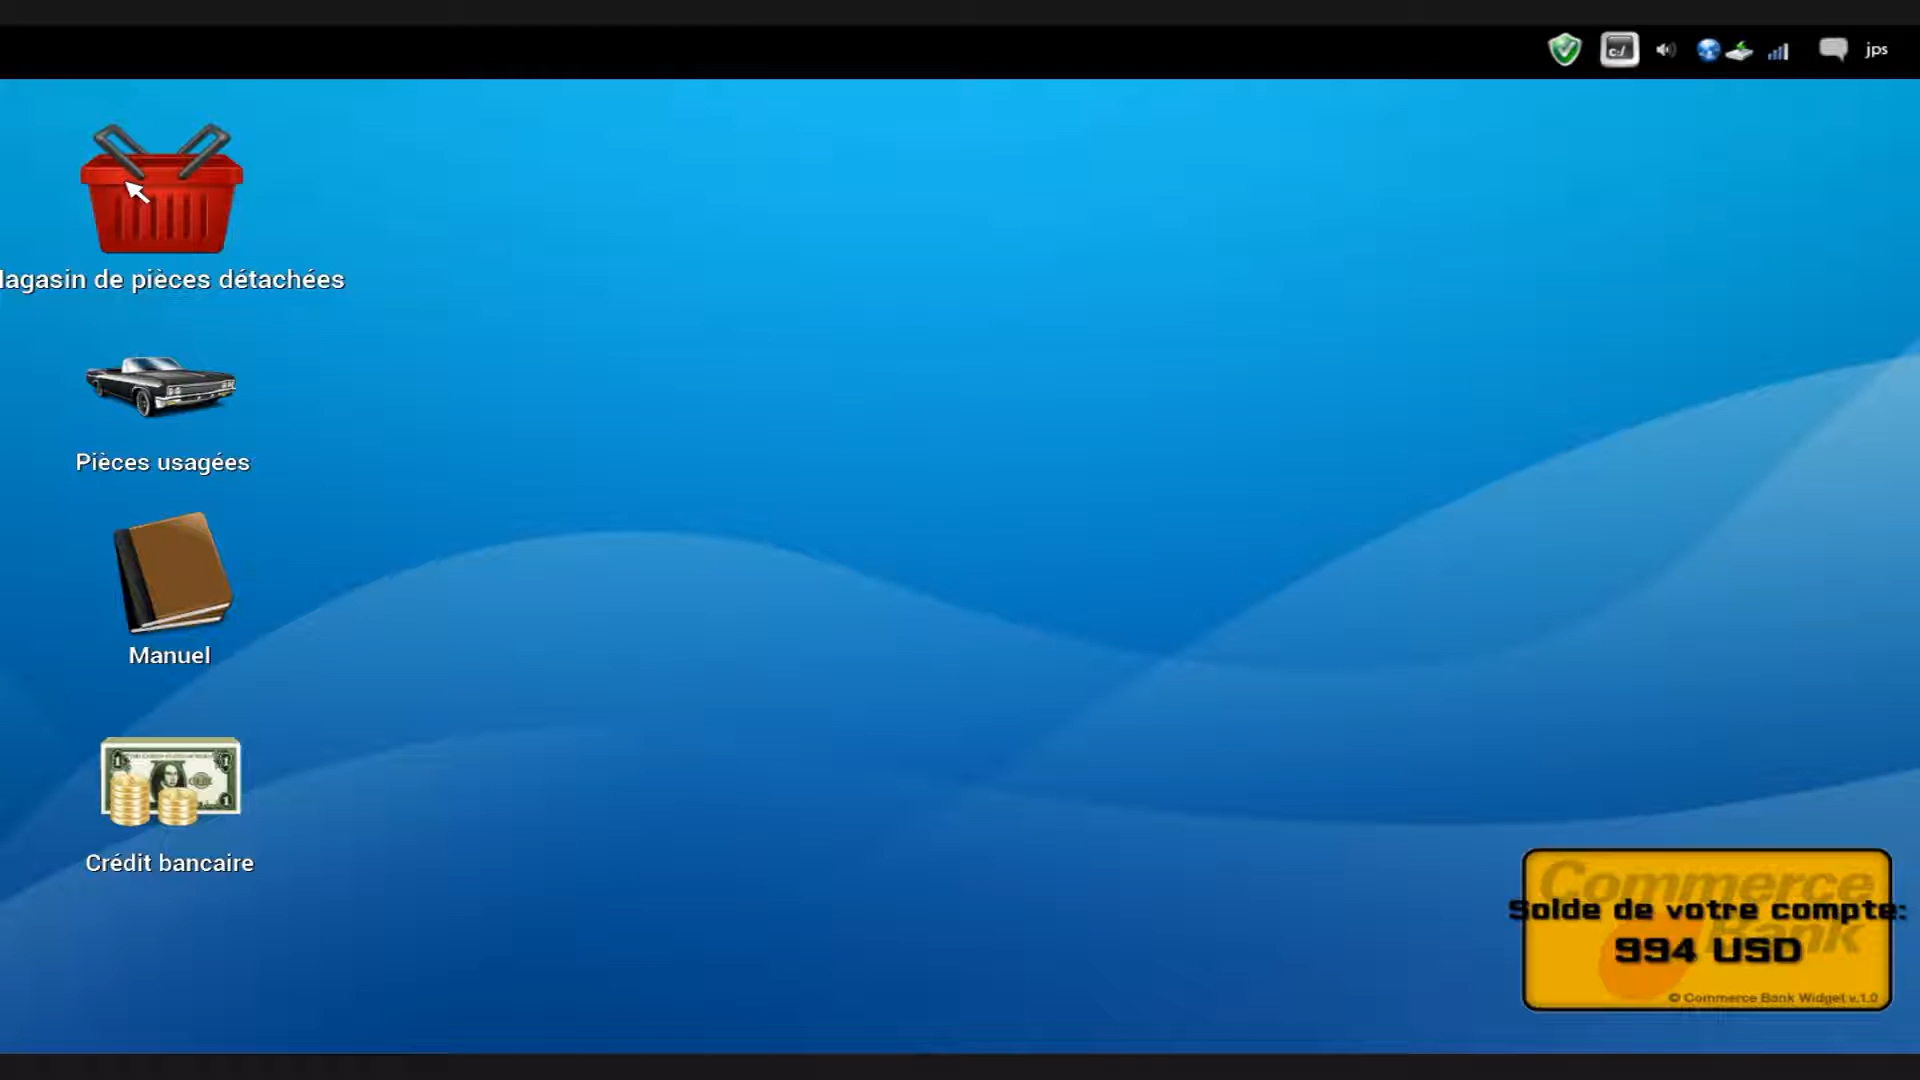 c:/
jps
agasin de pièces détachées
Pièces usagées
Manuel
Crédit bancaire
Commerce
Solde de votre compte:
Bank
994 USD
© Commerce Bank Widget v.1.0